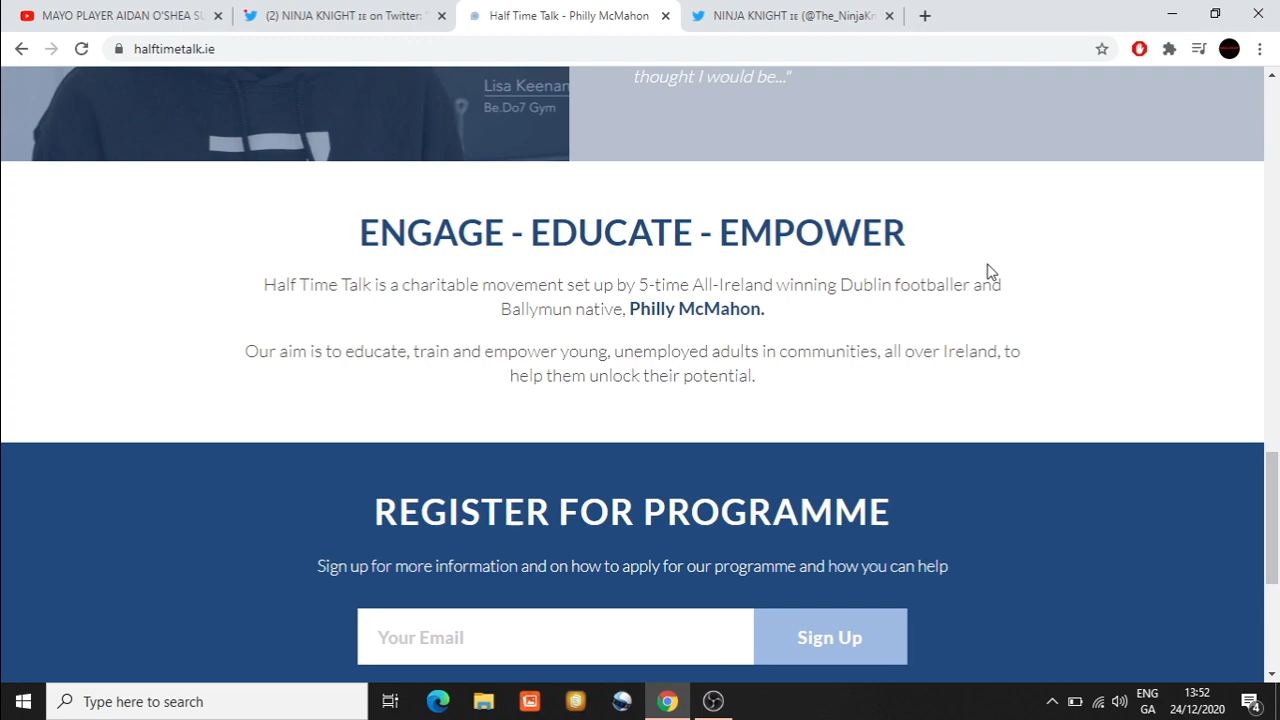 MAYO PLAYER AIDAN O'SHEA SU
(2) NINJA KNIGHT ɪɛ on Twitter: "
Half Time Talk - Philly McMahon
NINJA KNIGHT ɪɛ (@The_NinjaKni
halftimetalk.ie
Lisa Keenan
Be.Do7 Gym
thought I would be..."
ENGAGE - EDUCATE - EMPOWER
Half Time Talk is a charitable movement set up by 5-time All-Ireland winning Dublin footballer and
Ballymun native, Philly McMahon.
Our aim is to educate, train and empower young, unemployed adults in communities, all over Ireland, to
help them unlock their potential.
REGISTER FOR PROGRAMME
Sign up for more information and on how to apply for our programme and how you can help
Your Email
Sign Up
Type here to search
ENG
GA
13:52
24/12/2020
4